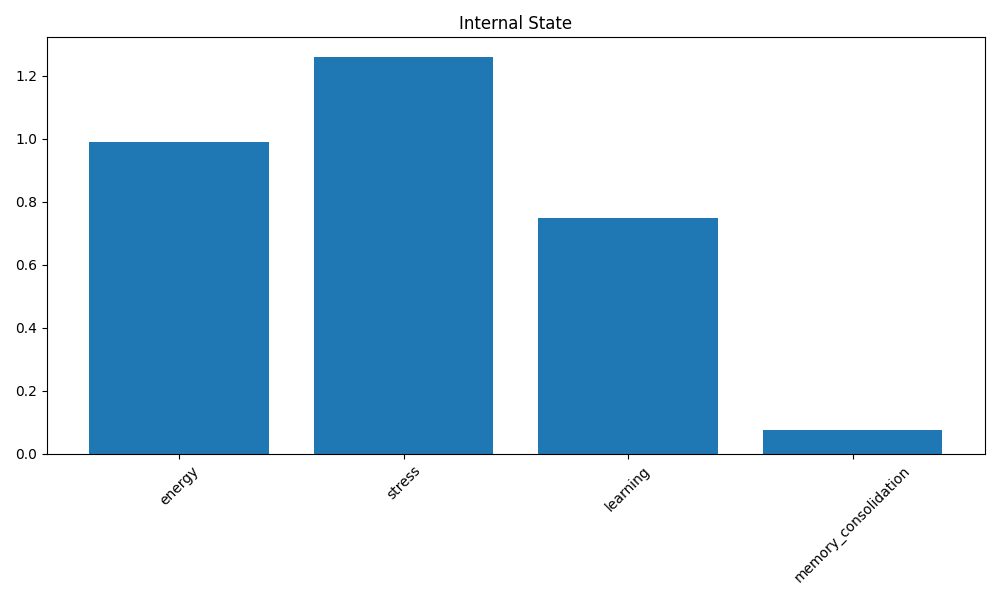 Internal State
1.2
1.0
0.8
0.6
0.4
0.2
0.0
energy
stress
learning
memory_consolidation